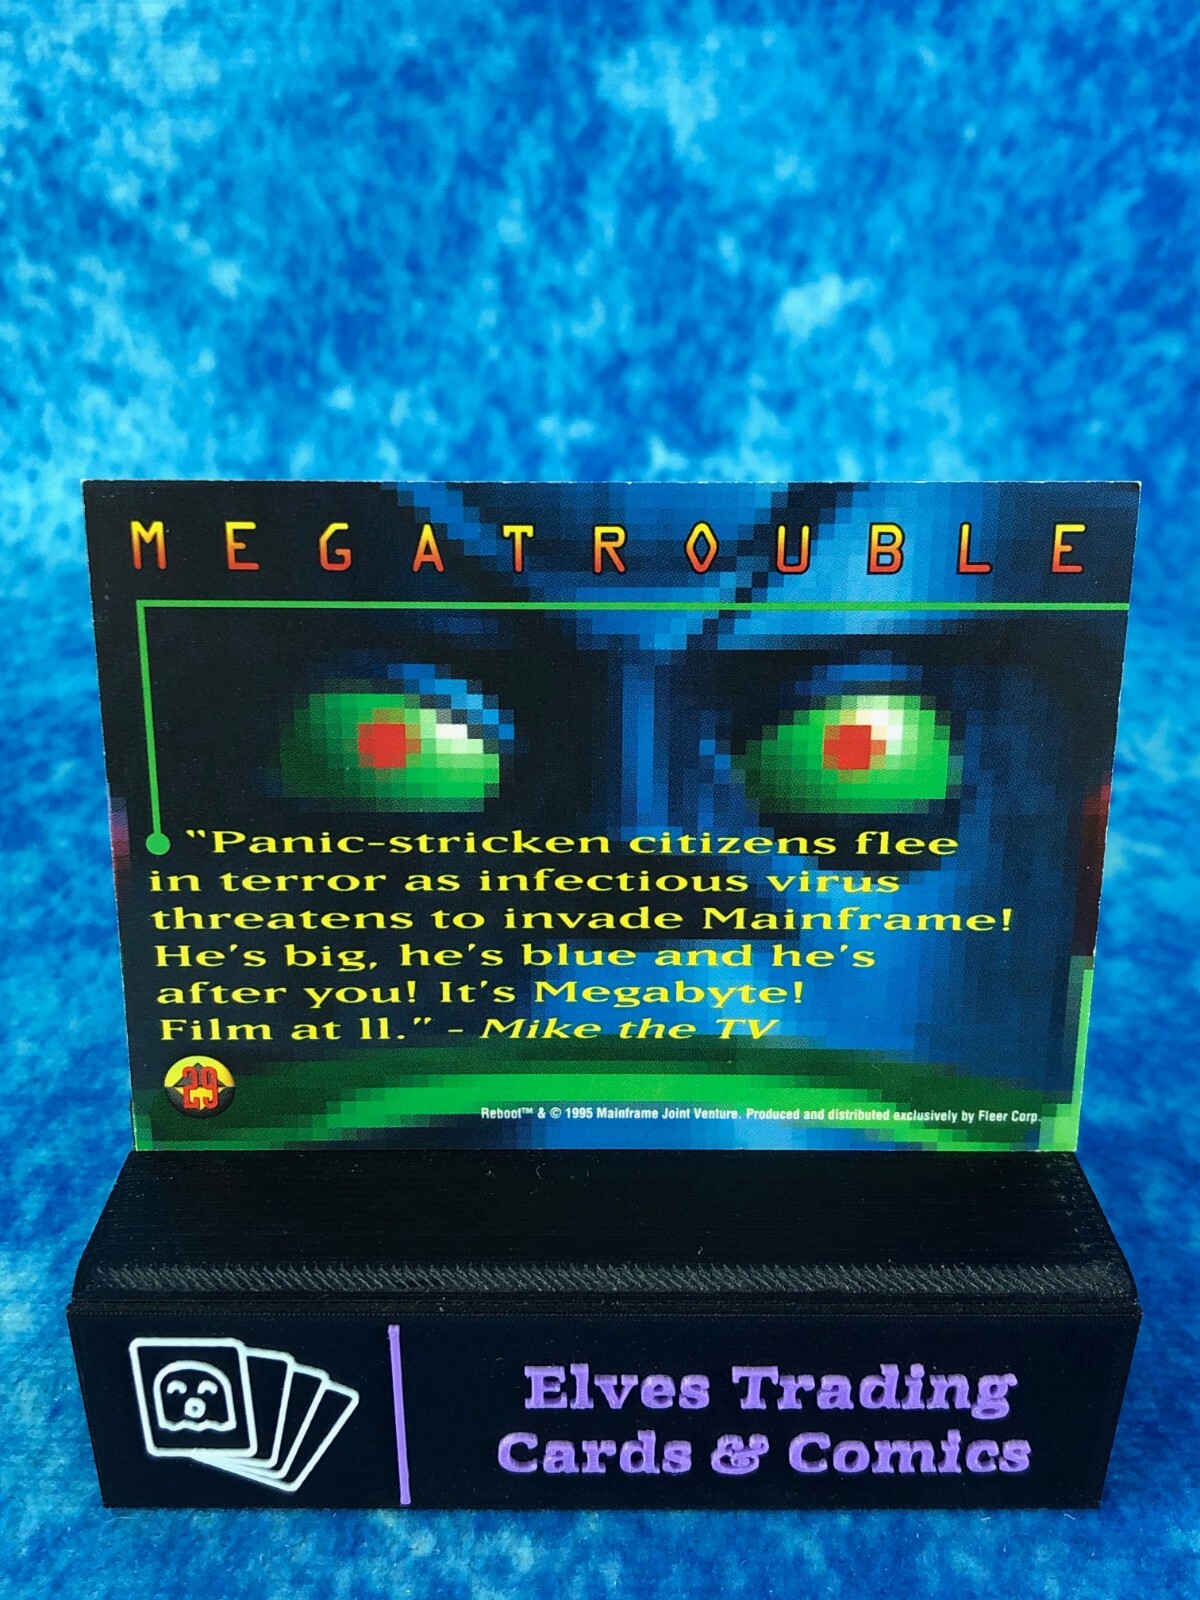 MEGATROUBLE
"Panic-stricken citizens flee
in terror as infectious virus
threatens to invade Mainframe!
He's big, he's blue and he's
after you! It's Megabyte!
Film at 11." - Mike the TV
29
Reboot™ & © 1995 Mainframe Joint Venture. Produced and distributed exclusively by Fleer Corp.
Elves Trading
Cards & Comics